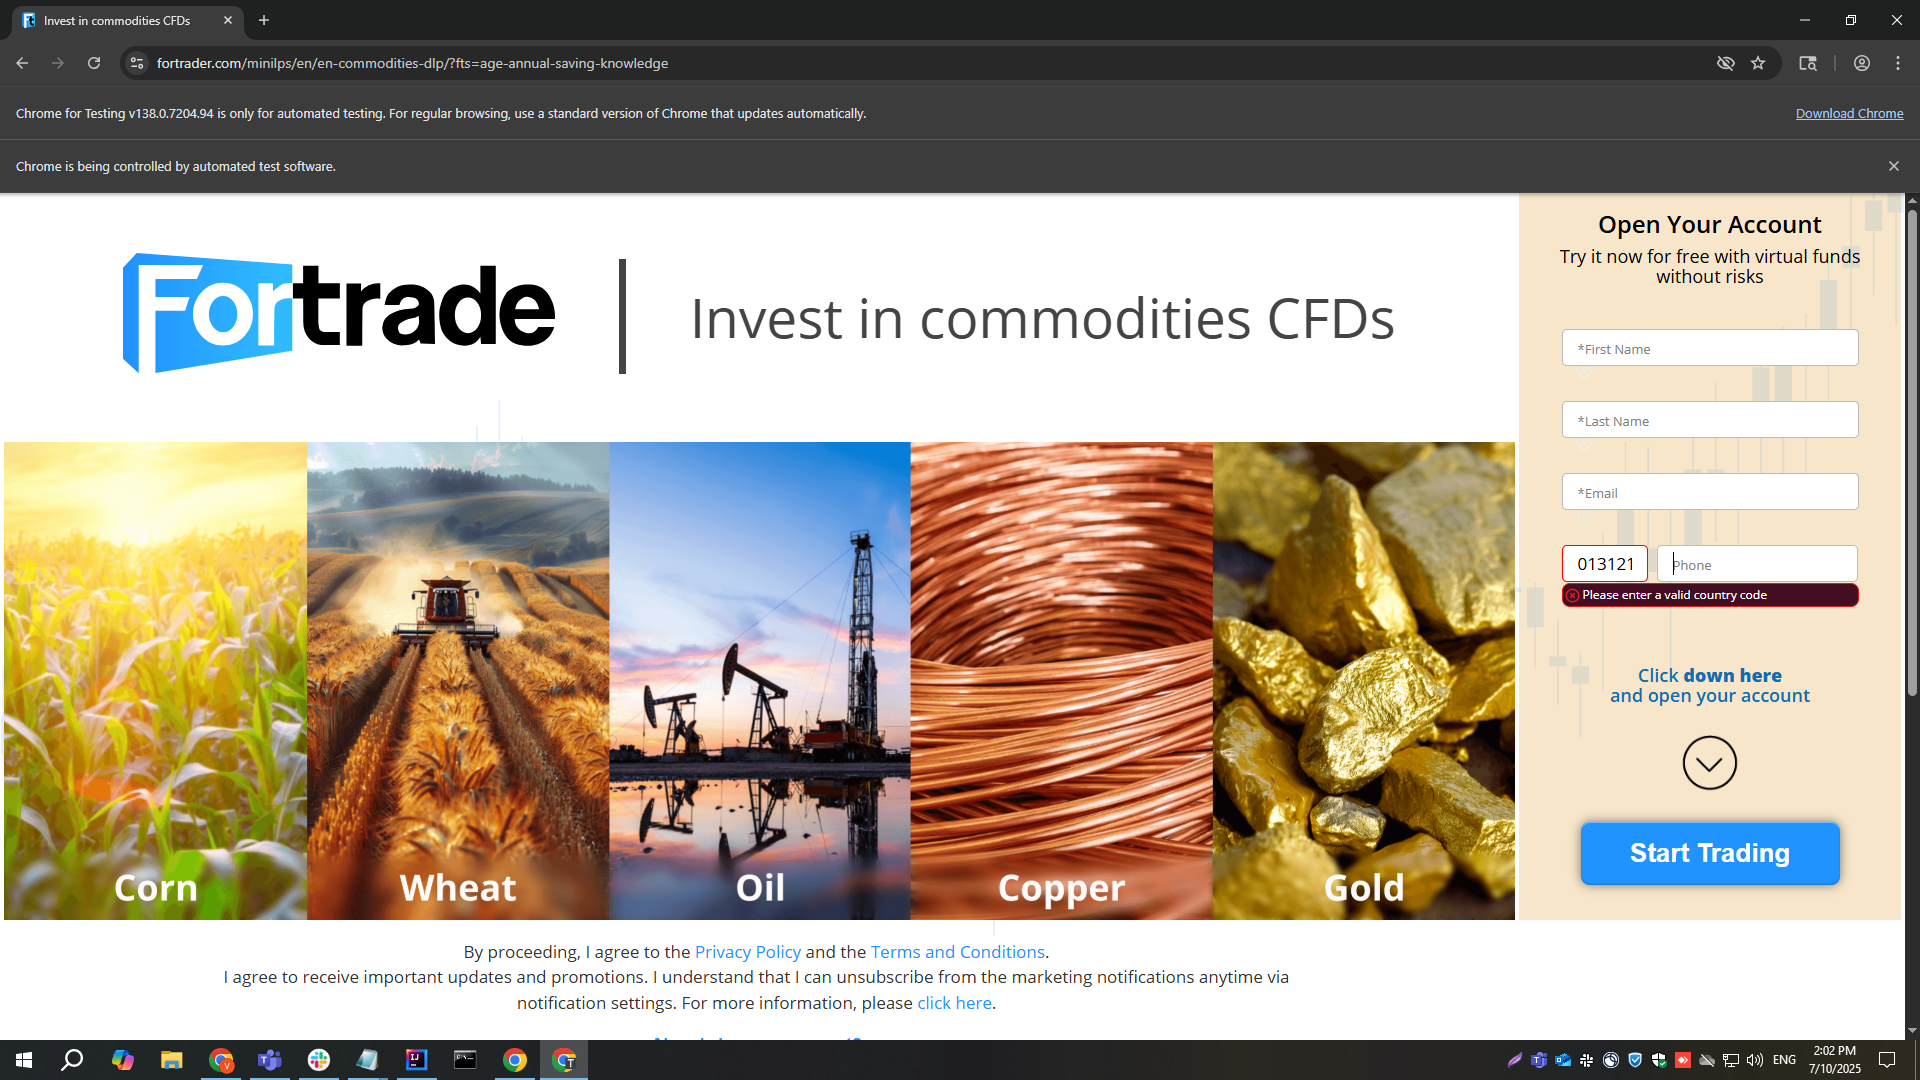 Invest in commodities CFDs
fortrader.com/minilps/en/en-commodities-dlp/?fts=age-annual-saving-knowledge
Chrome for Testing v138.0.7204.94 is only for automated testing. For regular browsing, use a standard version of Chrome that updates automatically.
Download Chrome
Chrome is being controlled by automated test software.
Fortrade
Invest in commodities CFDs
Open Your Account
Try it now for free with virtual funds
without risks
*First Name
*Last Name
*Email
013121
Phone
Please enter a valid country code
Click down here
and open your account
Start Trading
Corn
Wheat
Oil
Copper
Gold
By proceeding, I agree to the Privacy Policy and the Terms and Conditions.
I agree to receive important updates and promotions. I understand that I can unsubscribe from the marketing notifications anytime via
notification settings. For more information, please click here.
ENG
2:02 PM
7/10/2025